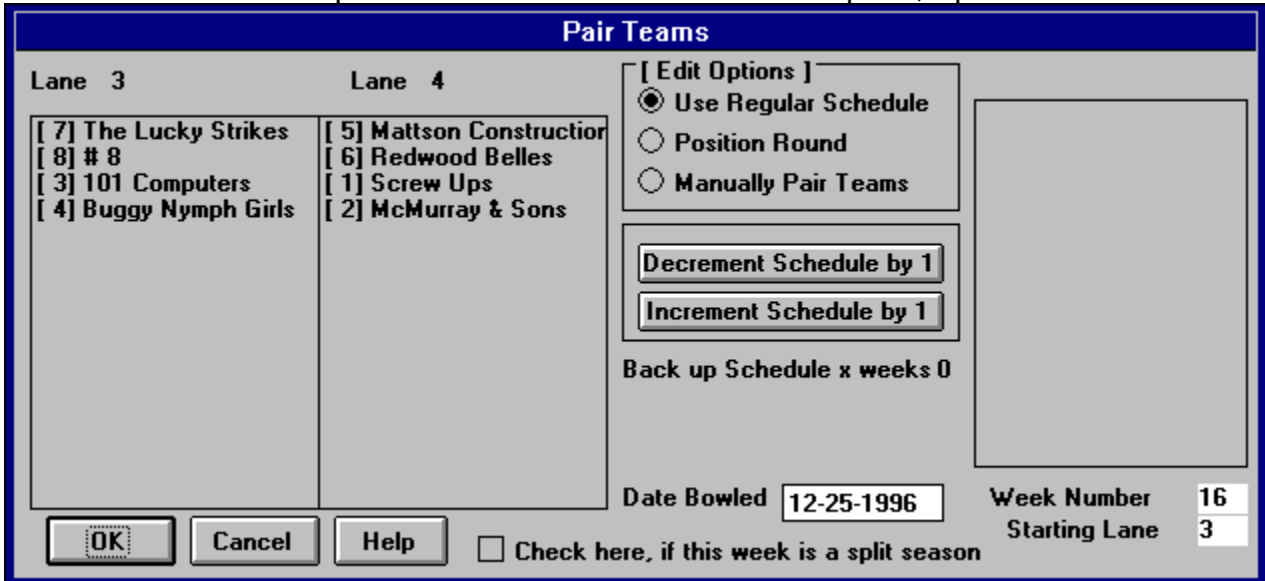 Pair Teams
Lane 3 Lane 4
[ 7] The Lucky Strikes
[ 8] # 8
[ 3] 101 Computers
[ 4] Buggy Nymph Girls
[ 5] Mattson Construction
[ 6] Redwood Belles
[ 1] Screw Ups
[ 2] McMurray & Sons
[ Edit Options ]
Use Regular Schedule
Position Round
Manually Pair Teams
Decrement Schedule by 1
Increment Schedule by 1
Back up Schedule x weeks 0
Date Bowled 12-25-1996
Week Number 16
Starting Lane 3
OK Cancel Help
Check here, if this week is a split season